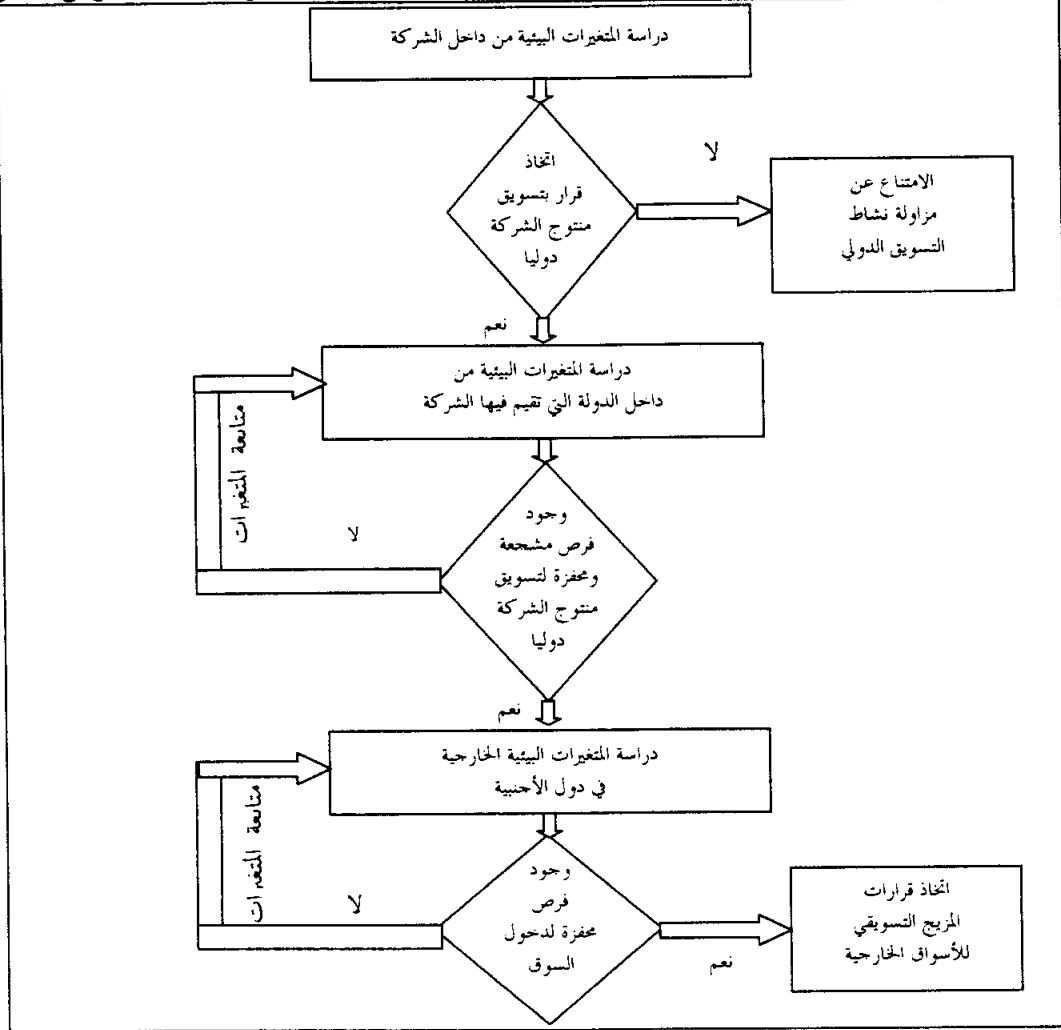 دراسة المتغيرات البيئية من داخل الشركة
اتخاذ
قرار بتسويق
منتوج الشركة
دوليا
لا
الامتناع عن
مزاولة نشاط
التسويق الدولي
نعم
دراسة المتغيرات البيئية من
داخل الدولة التي تقيم فيها الشركة
متابعة المتغيرات
لا
وجود
فرص مشجعة
ومحفزة لتسويق
منتوج الشركة
دوليا
نعم
دراسة المتغيرات البيئية الخارجية
في دول الأجنبية
متابعة المتغيرات
لا
وجود
فرص
محفزة لدخول
السوق
نعم
اتخاذ قرارات
المزيج التسويقي
للأسواق الخارجية